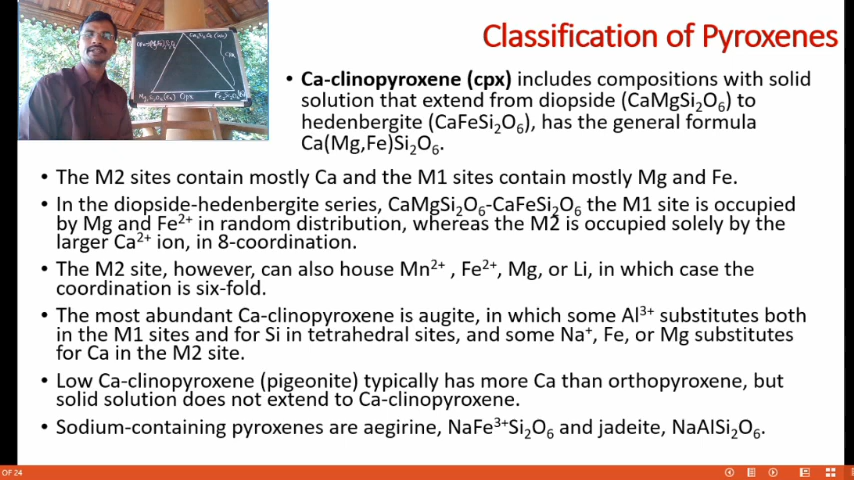 Classification of Pyroxenes
• Ca-clinopyroxene (cpx) includes compositions with solid
solution that extend from diopside (CaMgSi₂O₆) to
hedenbergite (CaFeSi₂O₆), has the general formula
Ca(Mg,Fe)Si₂O₆.
• The M2 sites contain mostly Ca and the M1 sites contain mostly Mg and Fe.
• In the diopside-hedenbergite series, CaMgSi₂O₆-CaFeSi₂O₆ the M1 site is occupied
by Mg and Fe²⁺ in random distribution, whereas the M2 is occupied solely by the
larger Ca²⁺ ion, in 8-coordination.
• The M2 site, however, can also house Mn²⁺ , Fe²⁺, Mg, or Li, in which case the
coordination is six-fold.
• The most abundant Ca-clinopyroxene is augite, in which some Al³⁺ substitutes both
in the M1 sites and for Si in tetrahedral sites, and some Na⁺, Fe, or Mg substitutes
for Ca in the M2 site.
• Low Ca-clinopyroxene (pigeonite) typically has more Ca than orthopyroxene, but
solid solution does not extend to Ca-clinopyroxene.
• Sodium-containing pyroxenes are aegirine, NaFe³⁺Si₂O₆ and jadeite, NaAlSi₂O₆.
OF 24